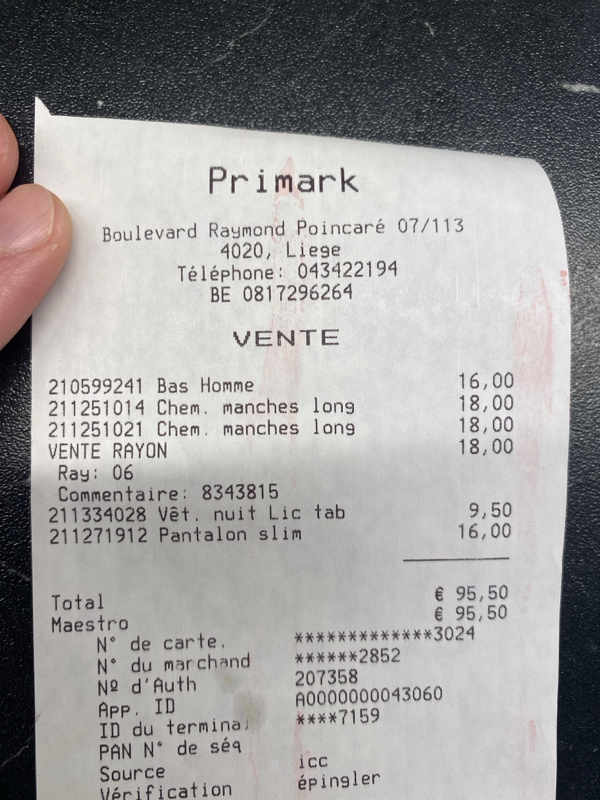 Primark
Boulevard Raymond Poincaré 07/113
4020, Liege
Téléphone: 043422194
BE 0817296264
VENTE
210599241 Bas Homme 16,00
211251014 Chem. manches long 18,00
211251021 Chem. manches long 18,00
VENTE RAYON 18,00
Ray: 06
Commentaire: 8343815
211334028 Vêt. nuit Lic tab 9,50
211271912 Pantalon slim 16,00
Total € 95,50
Maestro € 95,50
N° de carte. *************3024
N° du marchand ******2852
Nº d'Auth 207358
App. ID A0000000043060
ID du terminal ****7159
PAN N° de séq
Source icc
Vérification épingler